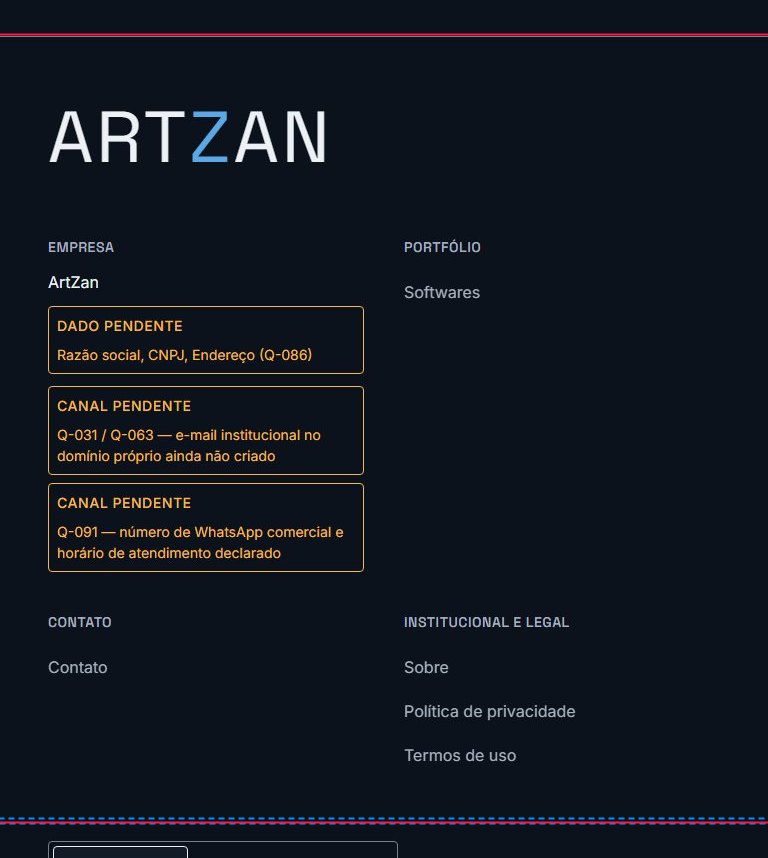 ARTZAN
EMPRESA
ArtZan
DADO PENDENTE
Razão social, CNPJ, Endereço (Q-086)
CANAL PENDENTE
Q-031 / Q-063 — e-mail institucional no
domínio próprio ainda não criado
CANAL PENDENTE
Q-091 — número de WhatsApp comercial e
horário de atendimento declarado
PORTFÓLIO
Softwares
CONTATO
Contato
INSTITUCIONAL E LEGAL
Sobre
Política de privacidade
Termos de uso